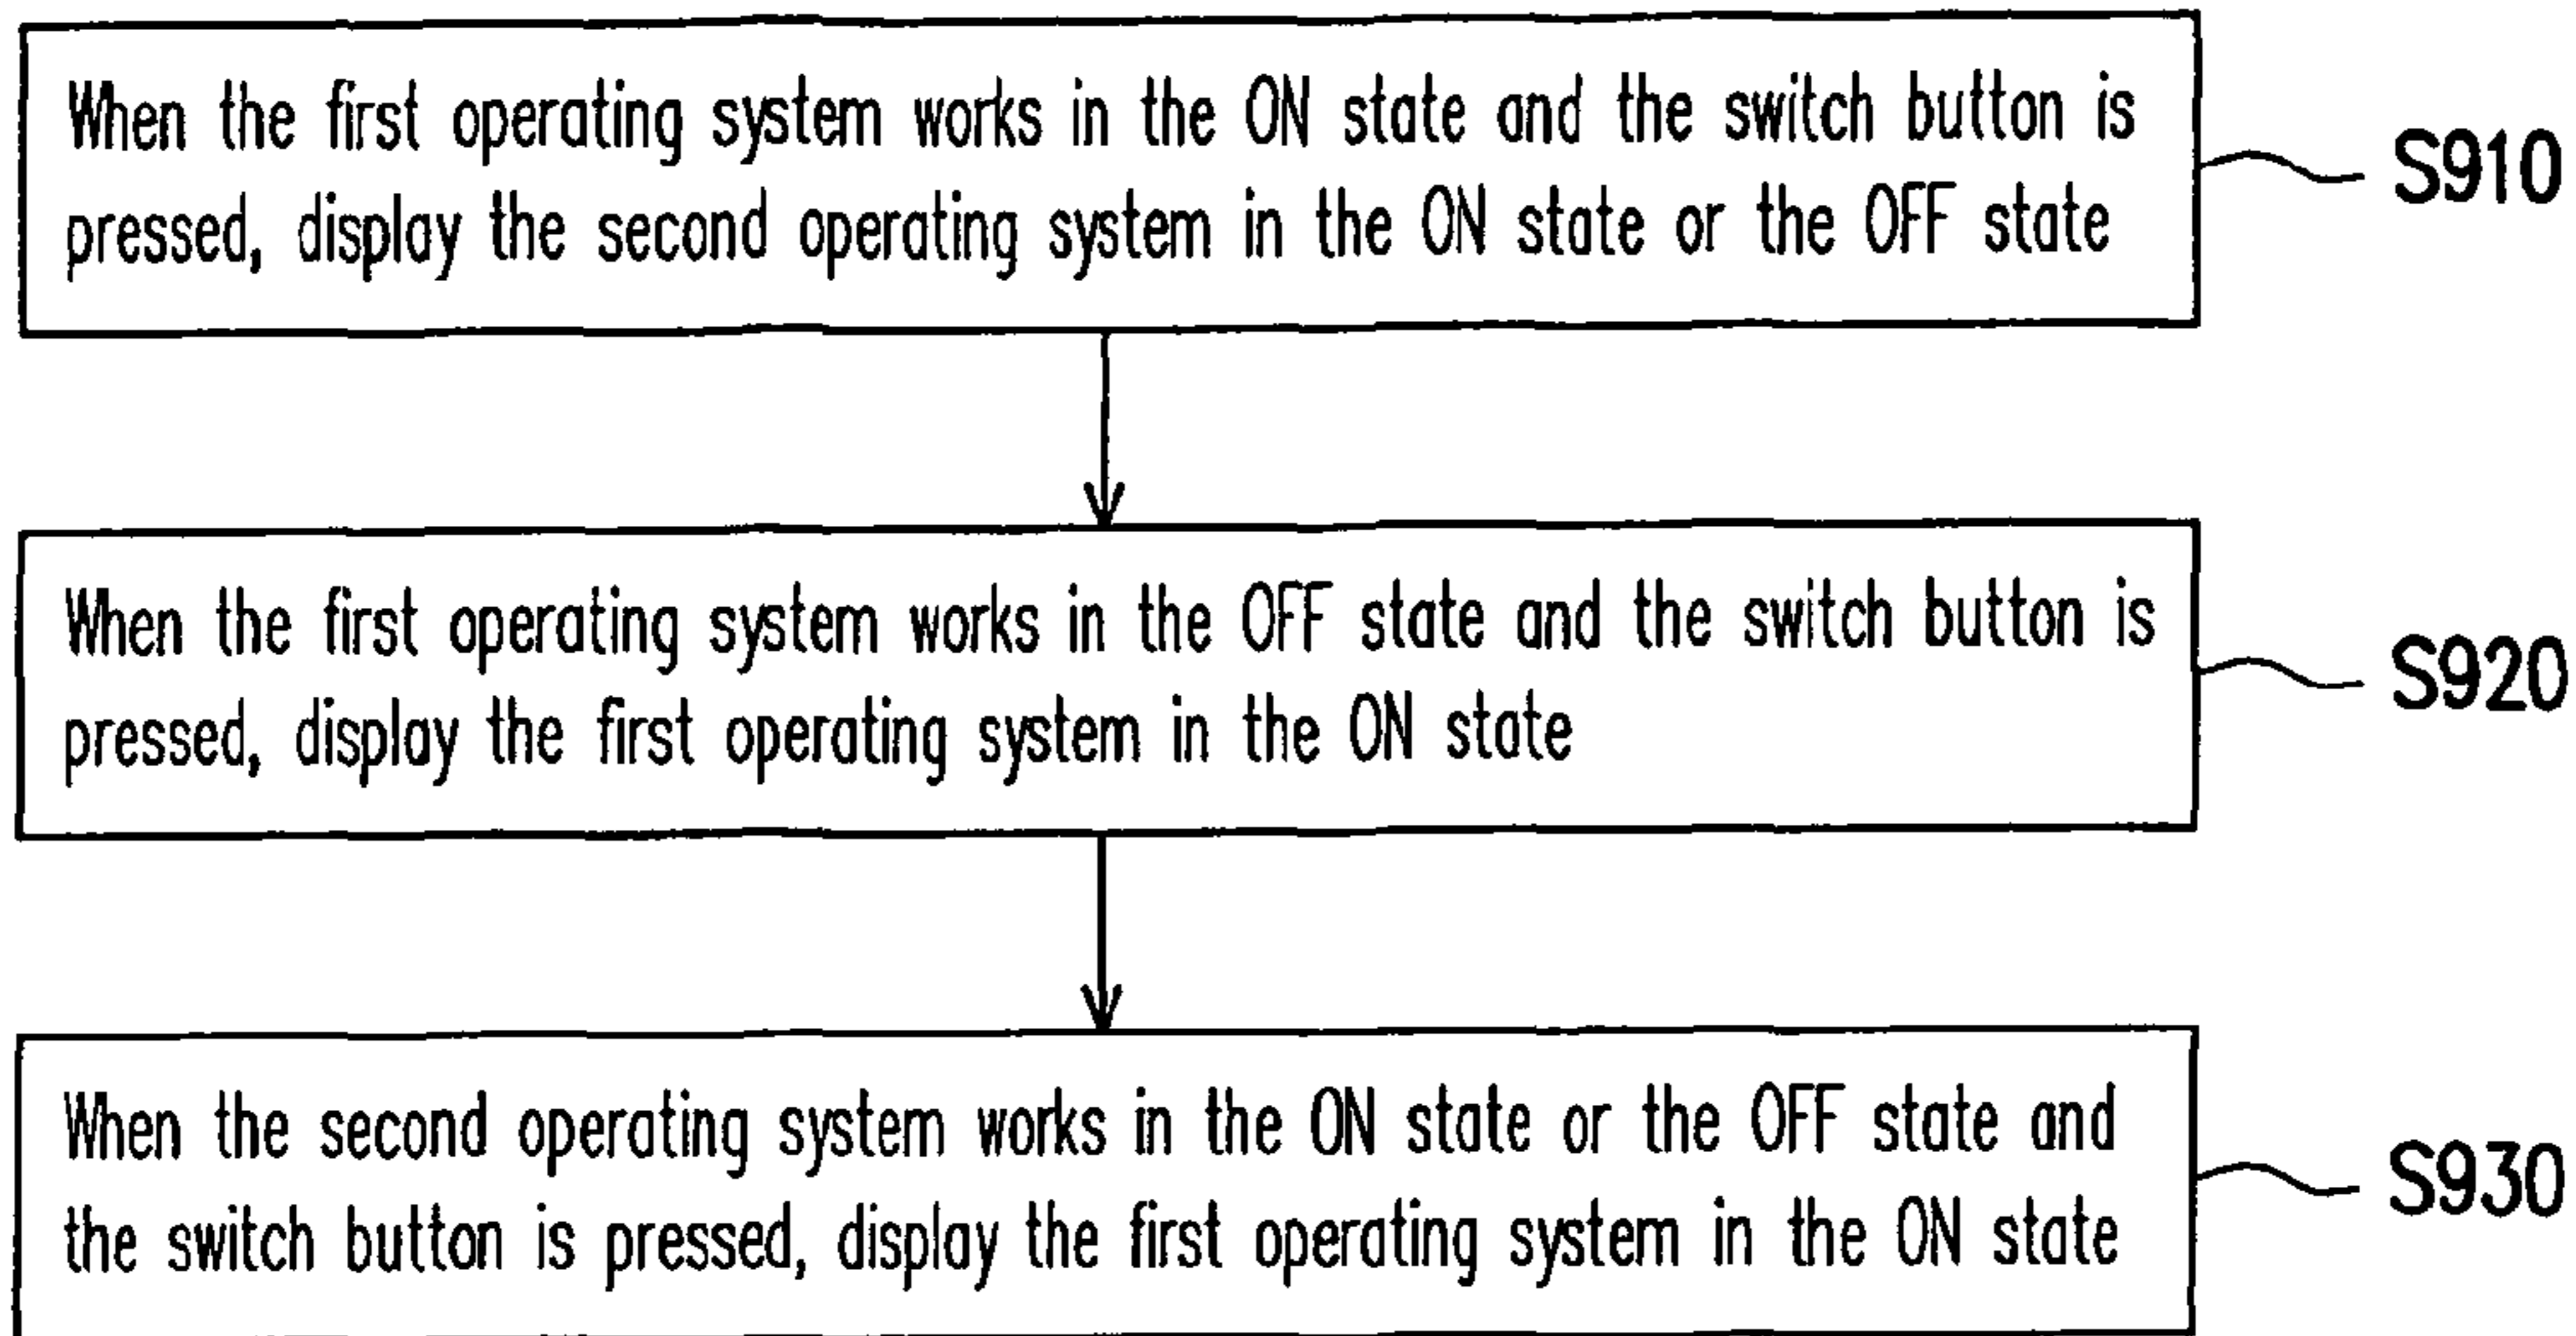 When the first operating system works in the ON state and the switch button is
pressed, display the second operating system in the ON state or the OFF state
S910
When the first operating system works in the OFF state and the switch button is
pressed, display the first operating system in the ON state
S920
When the second operating system works in the ON state or the OFF state and
the switch button is pressed, display the first operating system in the ON state
S930